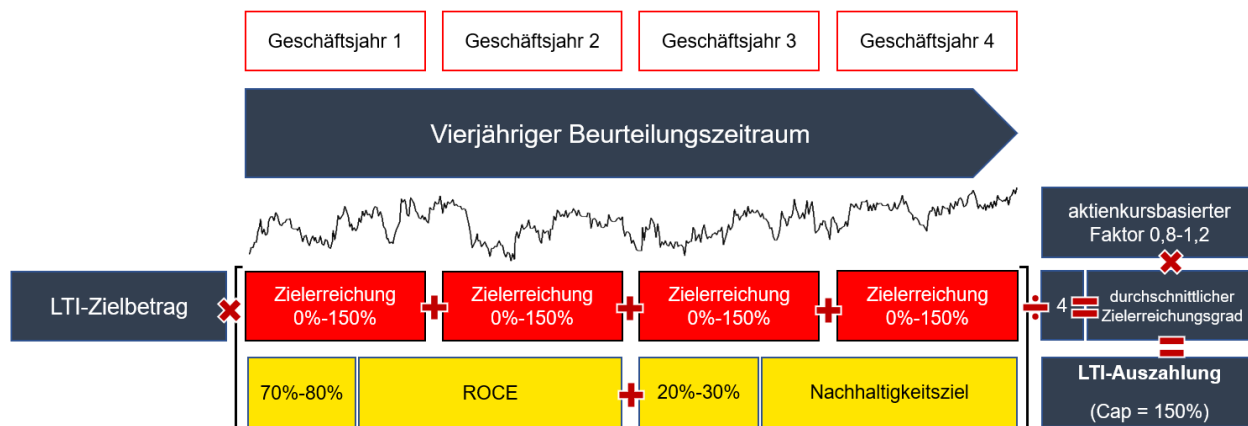 Geschäftsjahr 1
Geschäftsjahr 2
Geschäftsjahr 3
Geschäftsjahr 4
Vierjähriger Beurteilungszeitraum
aktienkursbasierter
Faktor 0,8-1,2
LTI-Zielbetrag
Zielerreichung
0%-150%
Zielerreichung
0%-150%
Zielerreichung
0%-150%
Zielerreichung
0%-150%
4
durchschnittlicher
Zielerreichungsgrad
70%-80%
ROCE
20%-30%
Nachhaltigkeitsziel
LTI-Auszahlung
(Cap = 150%)